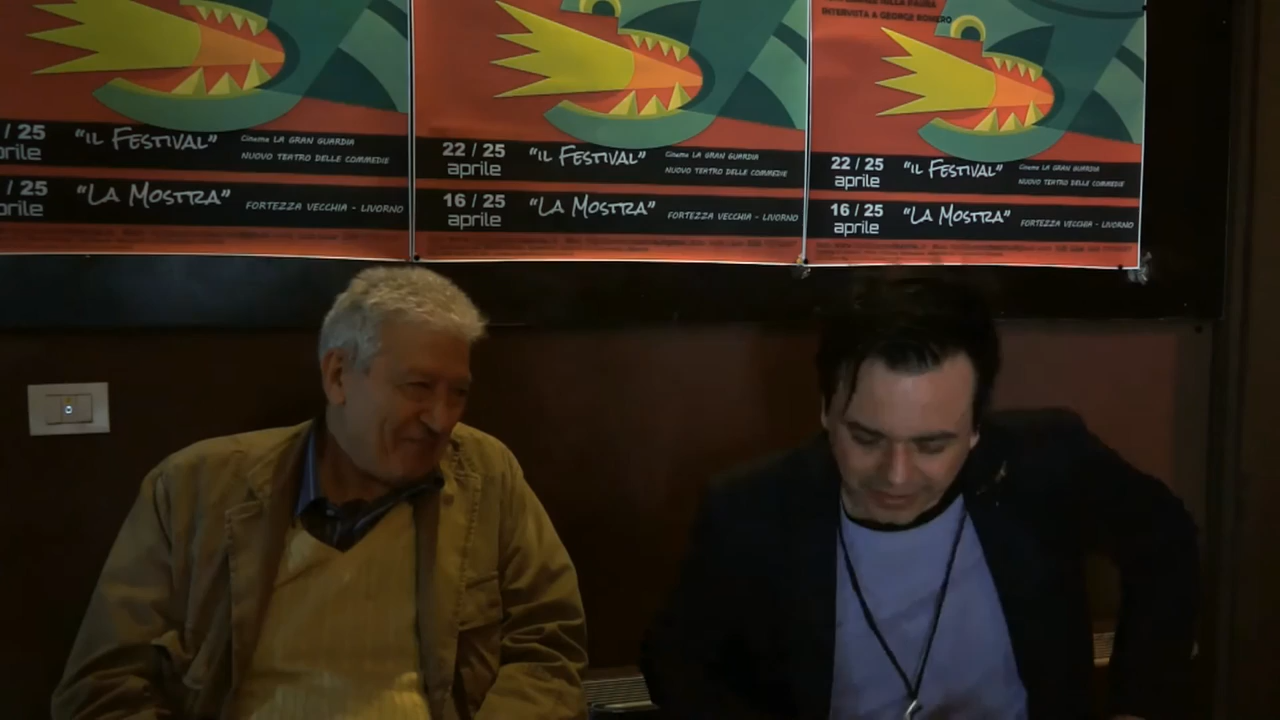 INTERVISTA A GEORGE ROMERO
/ 25
prile
"IL FESTIVAL"
Cinema LA GRAN GUARDIA
NUOVO TEATRO DELLE COMMEDIE
/ 25
prile
"LA MOSTRA"
FORTEZZA VECCHIA - LIVORNO
22 / 25
aprile
"IL FESTIVAL"
Cinema LA GRAN GUARDIA
NUOVO TEATRO DELLE COMMEDIE
16 / 25
aprile
"LA MOSTRA"
FORTEZZA VECCHIA - LIVORNO
22 / 25
aprile
"IL FESTIVAL"
Cinema LA GRAN GUARDIA
NUOVO TEATRO DELLE COMMEDIE
16 / 25
aprile
"LA MOSTRA"
FORTEZZA VECCHIA - LIVORNO